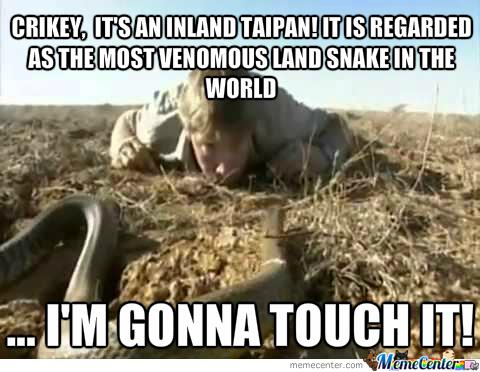 CRIKEY, IT'S AN INLAND TAIPAN! IT IS REGARDED
AS THE MOST VENOMOUS LAND SNAKE IN THE
WORLD
... I'M GONNA TOUCH IT!
memecenter.com MemeCenter